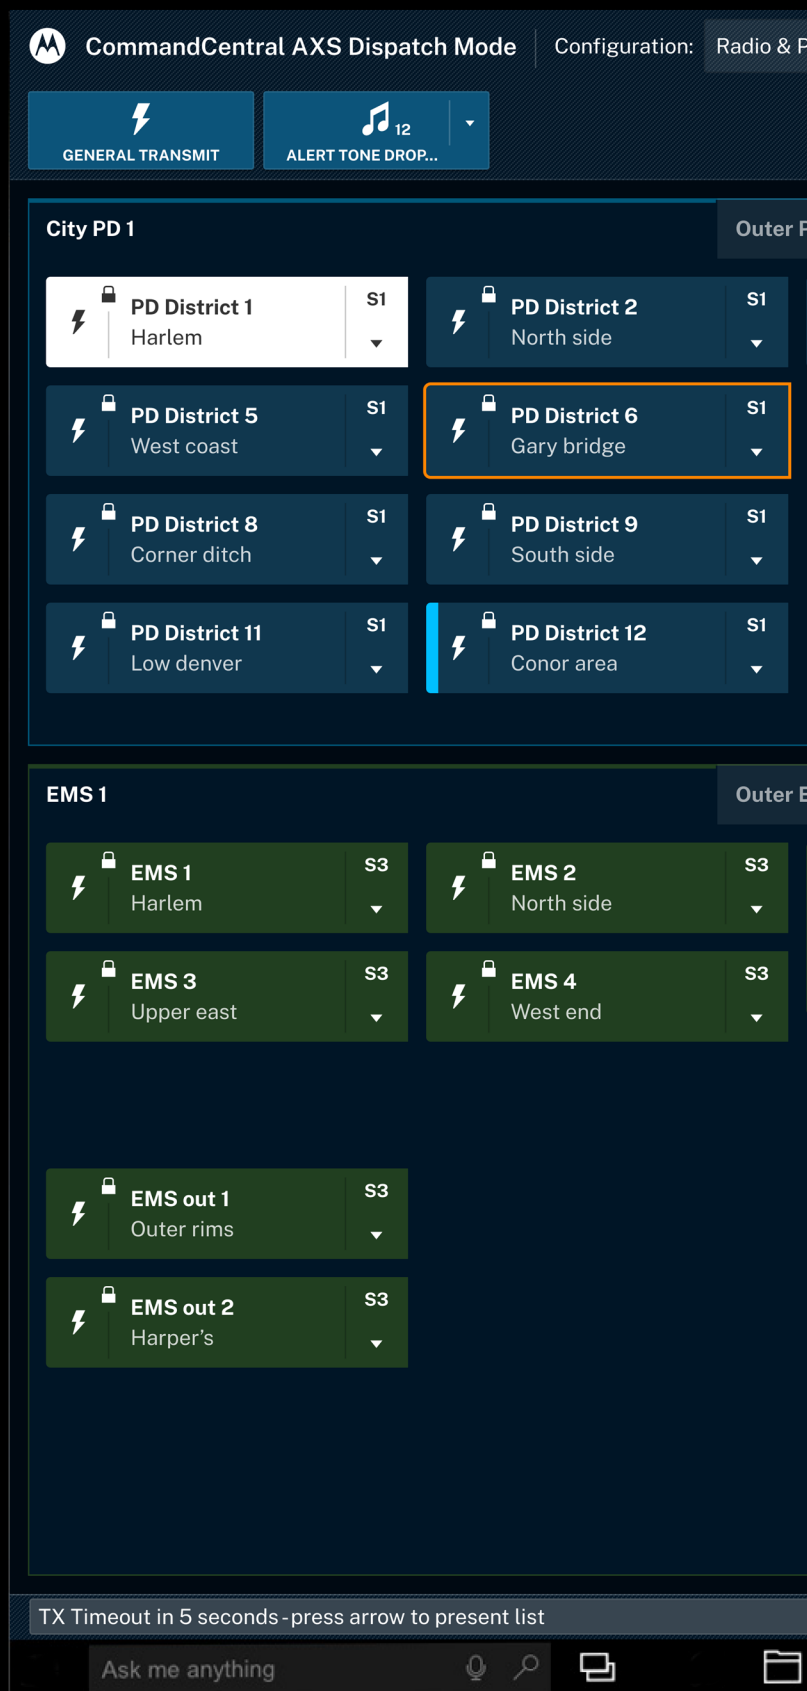 CommandCentral AXS Dispatch Mode
Configuration:
Radio & P
GENERAL TRANSMIT
12
ALERT TONE DROP...
City PD 1
Outer P
PD District 1
S1
Harlem
PD District 2
S1
North side
PD District 5
S1
West coast
PD District 6
S1
Gary bridge
PD District 8
S1
Corner ditch
PD District 9
S1
South side
PD District 11
S1
Low denver
PD District 12
S1
Conor area
EMS 1
Outer E
EMS 1
S3
Harlem
EMS 2
S3
North side
EMS 3
S3
Upper east
EMS 4
S3
West end
EMS out 1
S3
Outer rims
EMS out 2
S3
Harper’s
TX Timeout in 5 seconds - press arrow to present list
Ask me anything